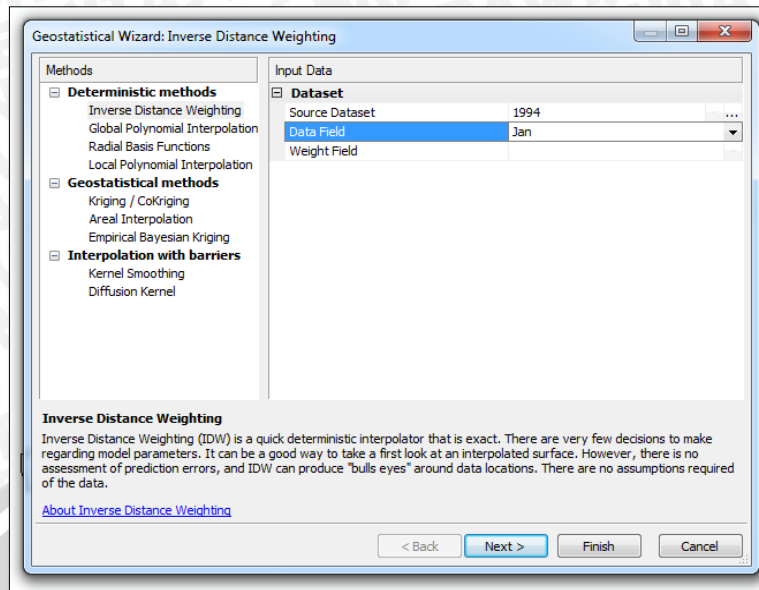 Geostatistical Wizard: Inverse Distance Weighting
Methods
Deterministic methods
Inverse Distance Weighting
Global Polynomial Interpolation
Radial Basis Functions
Local Polynomial Interpolation
Geostatistical methods
Kriging / CoKriging
Areal Interpolation
Empirical Bayesian Kriging
Interpolation with barriers
Kernel Smoothing
Diffusion Kernel
Input Data
Dataset
Source Dataset 1994 ...
Data Field Jan
Weight Field
Inverse Distance Weighting
Inverse Distance Weighting (IDW) is a quick deterministic interpolator that is exact. There are very few decisions to make
regarding model parameters. It can be a good way to take a first look at an interpolated surface. However, there is no
assessment of prediction errors, and IDW can produce "bulls eyes" around data locations. There are no assumptions required
of the data.
About Inverse Distance Weighting
< Back Next > Finish Cancel